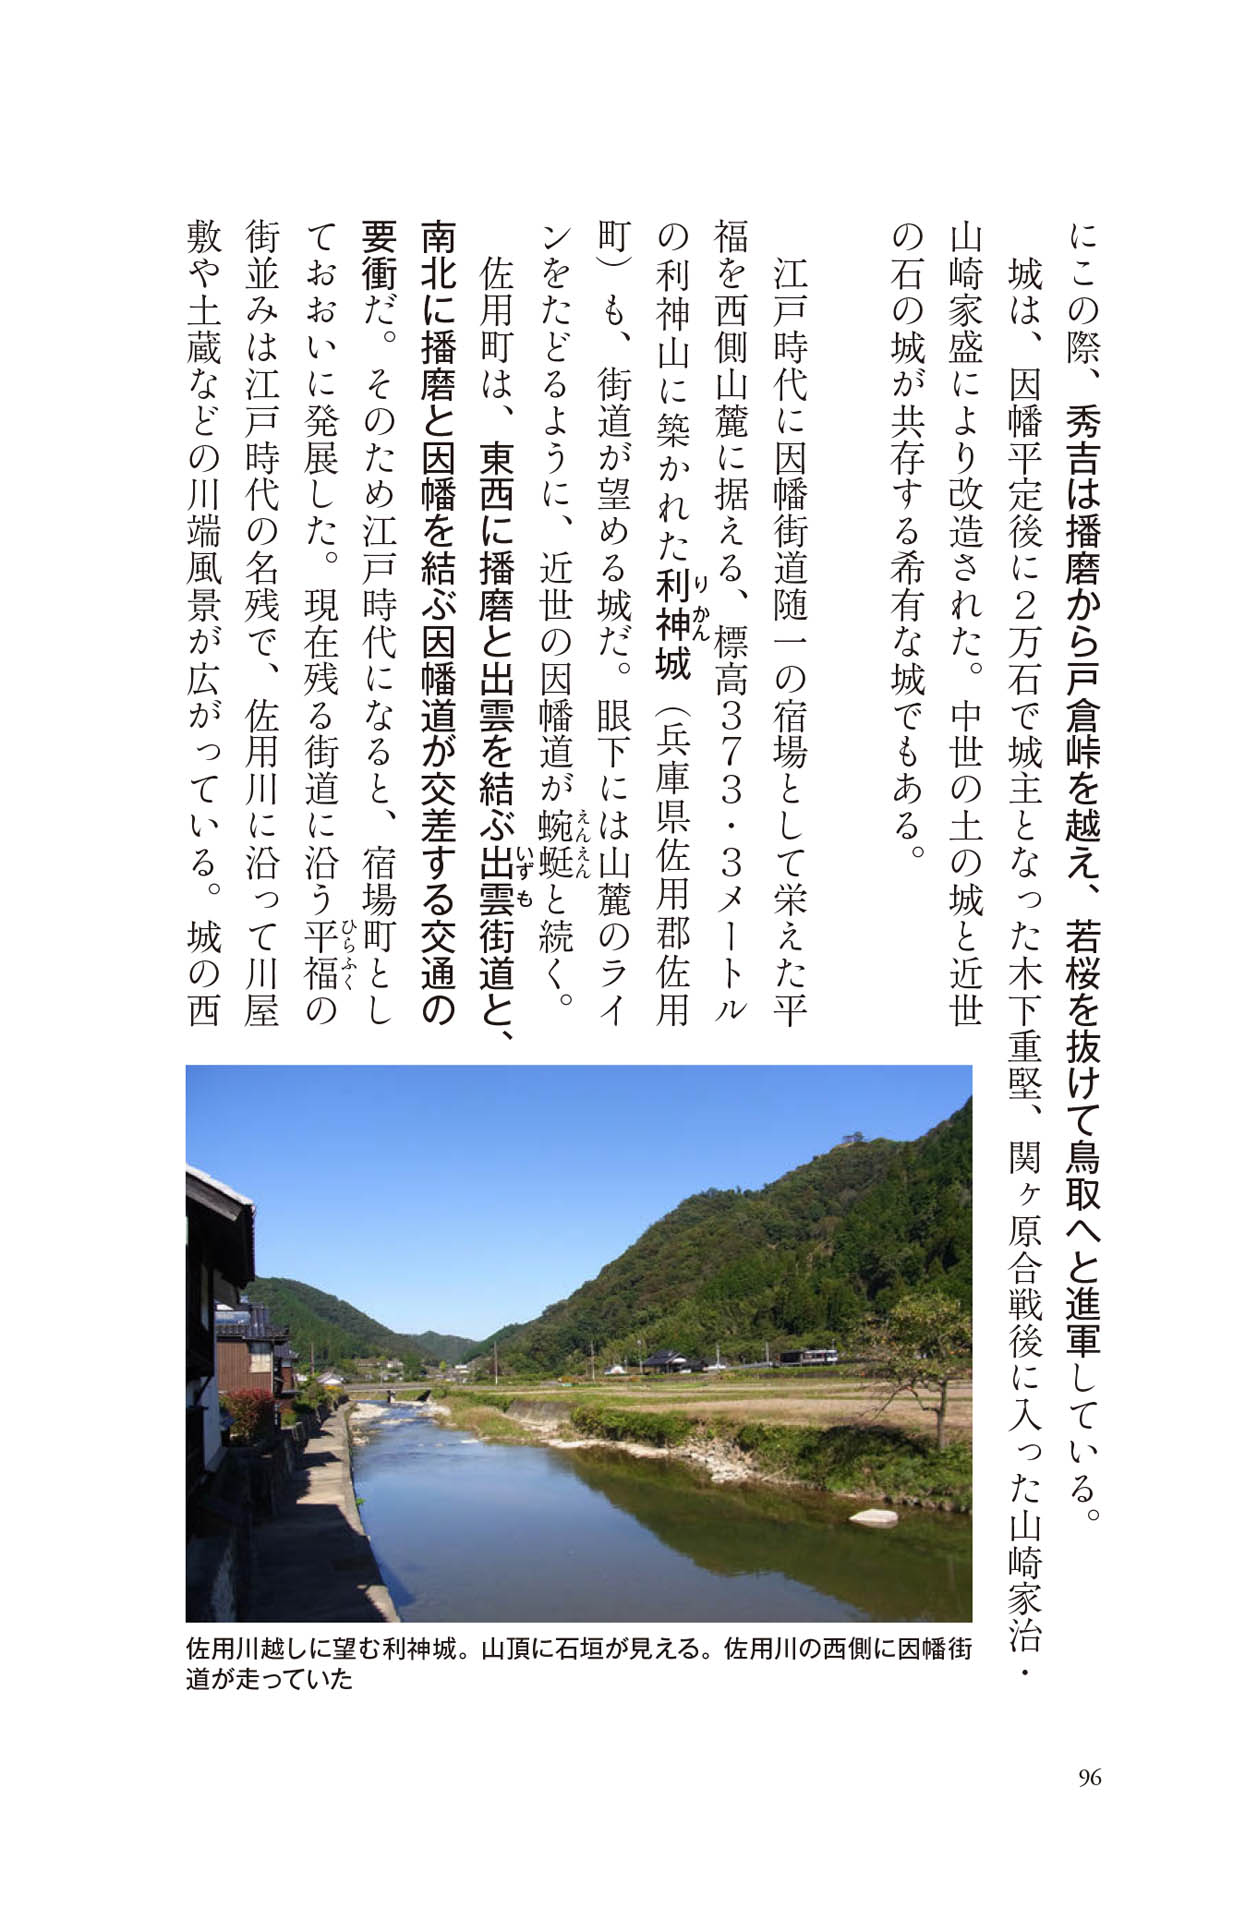 にこの際、秀吉は播磨から戸倉峠を越え、若桜を抜けて鳥取へと進軍している。
城は、因幡平定後に2万石で城主となった木下重堅、関ヶ原合戦後に入った山崎家治・
山崎家盛により改造された。中世の土の城と近世
の石の城が共存する希有な城でもある。
江戸時代に因幡街道随一の宿場として栄えた平
福を西側山麓に据える、標高373・3メートル
の利神山に築かれた利神城（兵庫県佐用郡佐用
りかん
町）も、街道が望める城だ。眼下には山麓のライ
ンをたどるように、近世の因幡道が蜿蜒と続く。
えんえん
佐用町は、東西に播磨と出雲を結ぶ出雲街道と、
いずも
南北に播磨と因幡を結ぶ因幡道が交差する交通の
要衝だ。そのため江戸時代になると、宿場町とし
ておおいに発展した。現在残る街道に沿う平福の
ひらふく
街並みは江戸時代の名残で、佐用川に沿って川屋
敷や土蔵などの川端風景が広がっている。城の西
佐用川越しに望む利神城。山頂に石垣が見える。佐用川の西側に因幡街
道が走っていた
96